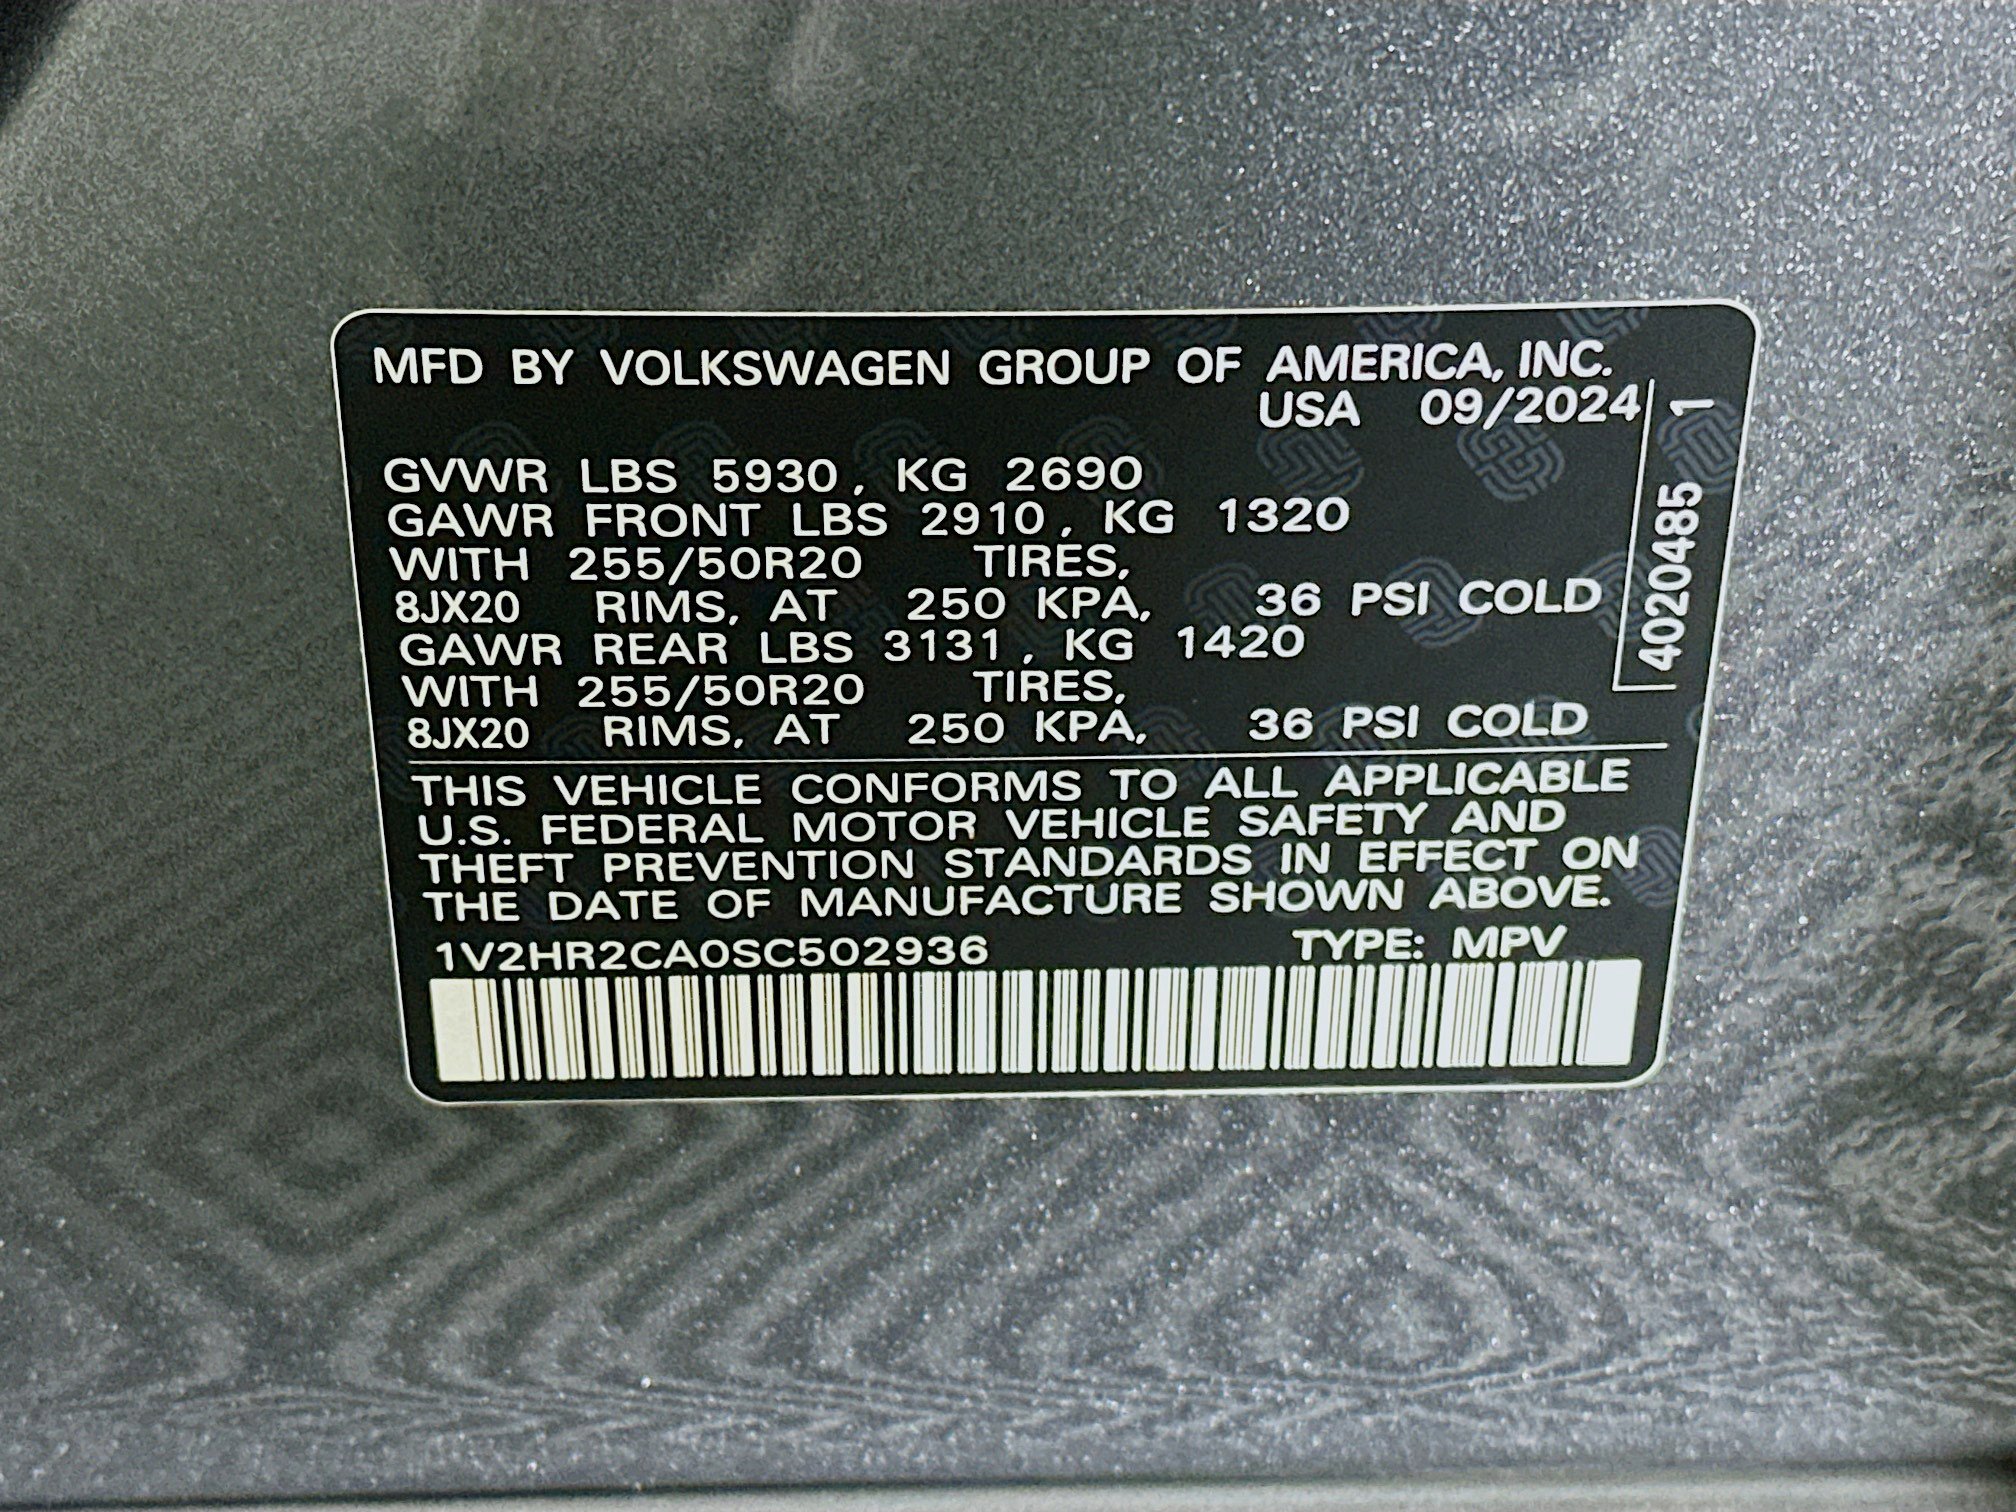 MFD BY VOLKSWAGEN GROUP OF AMERICA, INC.
USA 09/2024
GVWR LBS 5930, KG 2690
GAWR FRONT LBS 2910, KG 1320
WITH 255/50R20 TIRES,
8JX20 RIMS, AT 250 KPA, 36 PSI COLD
GAWR REAR LBS 3131, KG 1420
WITH 255/50R20 TIRES,
8JX20 RIMS, AT 250 KPA, 36 PSI COLD
40204851 1
THIS VEHICLE CONFORMS TO ALL APPLICABLE
U.S. FEDERAL MOTOR VEHICLE SAFETY AND
THEFT PREVENTION STANDARDS IN EFFECT ON
THE DATE OF MANUFACTURE SHOWN ABOVE.
1V2HR2CA0SC502936 TYPE: MPV